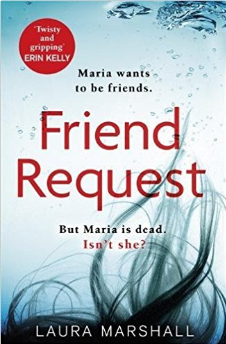 'Twisty
and
gripping'
ERIN KELLY
Maria wants
to be friends.
Friend
Request
But Maria is dead.
Isn't she?
LAURA MARSHALL